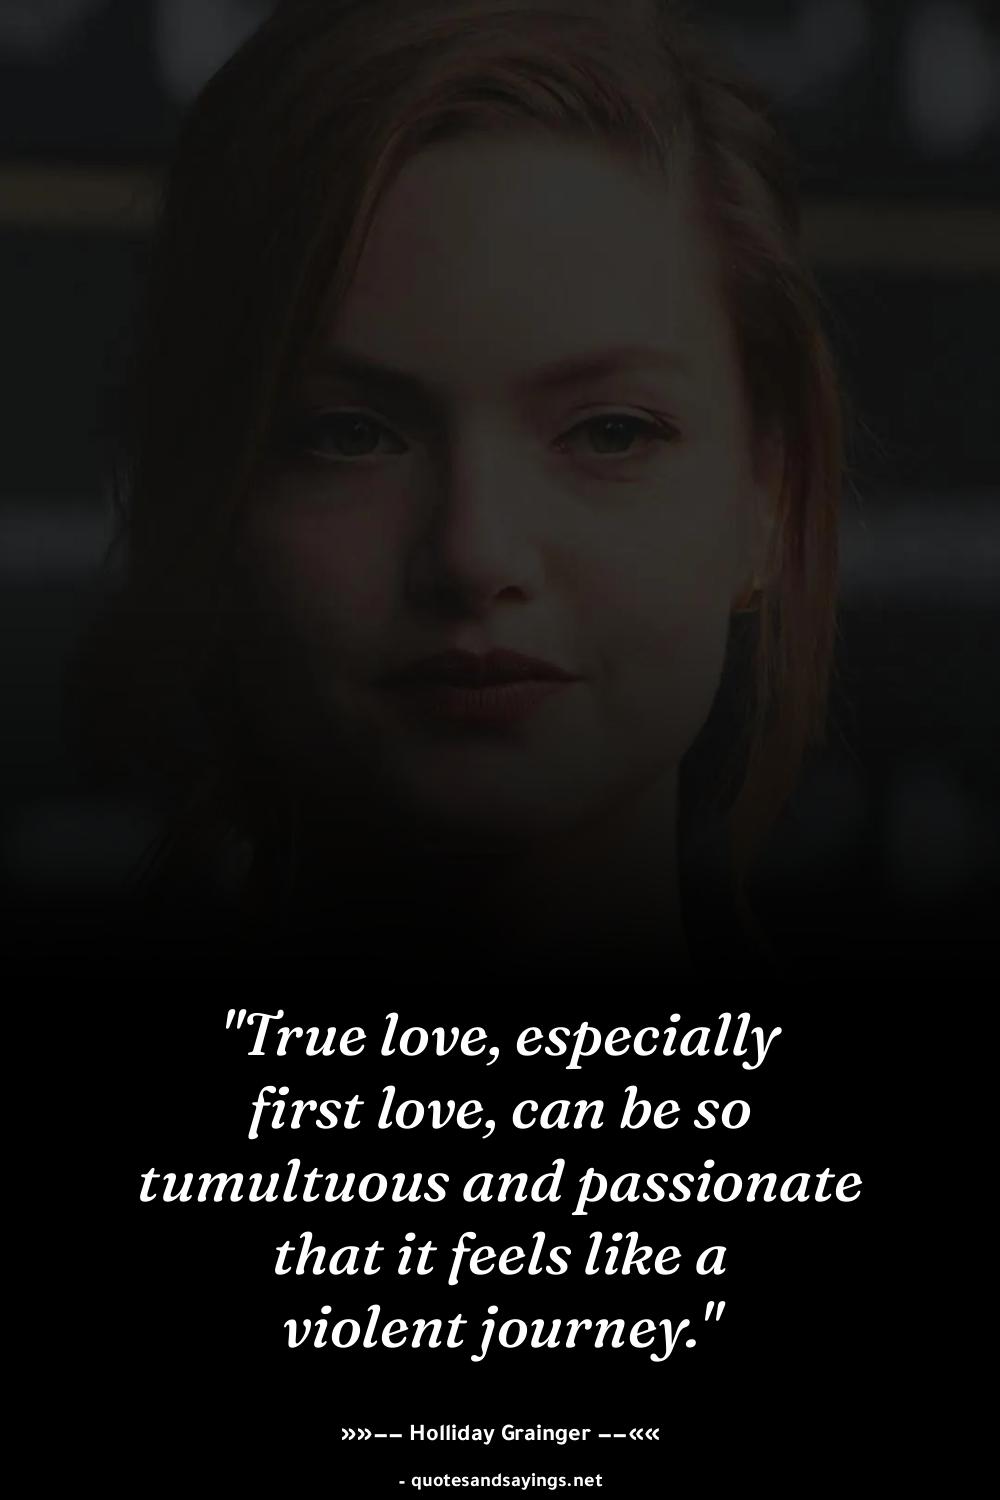 "True love, especially
first love, can be so
tumultuous and passionate
that it feels like a
violent journey."
»»−− Holliday Grainger −−««
- quotesandsayings.net